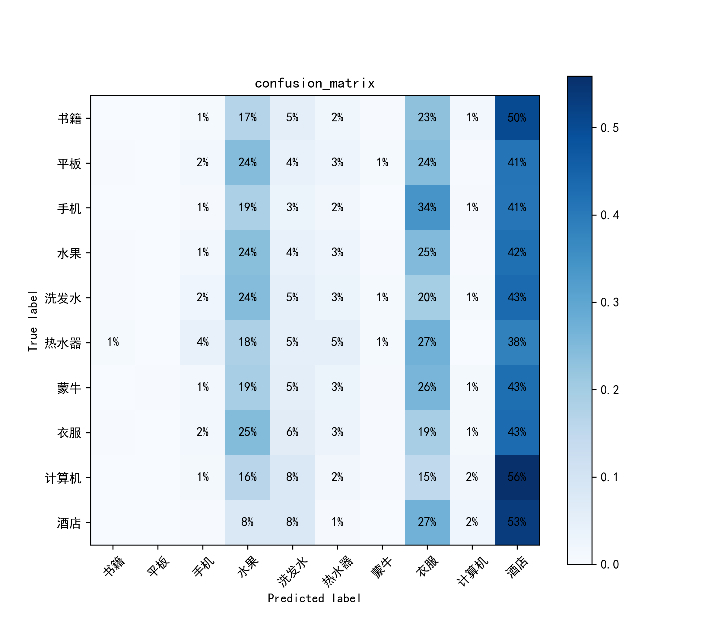 confusion_matrix
书籍 1% 17% 5% 2% 23% 1% 50%
平板 2% 24% 4% 3% 1% 24% 41%
手机 1% 19% 3% 2% 34% 1% 41%
水果 1% 24% 4% 3% 25% 42%
洗发水 2% 24% 5% 3% 1% 20% 1% 43%
热水器 1% 4% 18% 5% 5% 1% 27% 38%
蒙牛 1% 19% 5% 3% 26% 1% 43%
衣服 2% 25% 6% 3% 19% 1% 43%
计算机 1% 16% 8% 2% 15% 2% 56%
酒店 8% 8% 1% 27% 2% 53%
True label
书籍 平板 手机 水果 洗发水 热水器 蒙牛 衣服 计算机 酒店
Predicted label
0.5
0.4
0.3
0.2
0.1
0.0